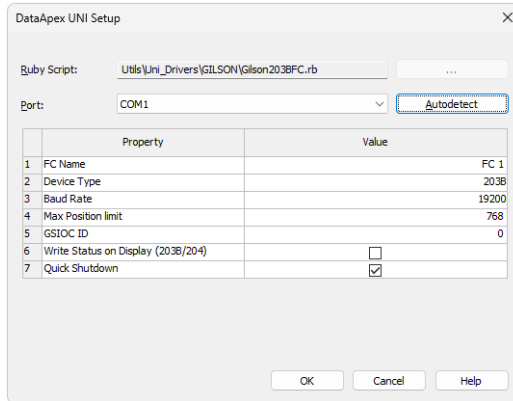 DataApex UNI Setup
Ruby Script: Utils\Uni_Drivers\GILSON\Gilson203BFC.rb ...
Port: COM1 Autodetect
Property Value
1 FC Name FC 1
2 Device Type 203B
3 Baud Rate 19200
4 Max Position limit 768
5 GSIOC ID 0
6 Write Status on Display (203B/204)
7 Quick Shutdown
OK Cancel Help